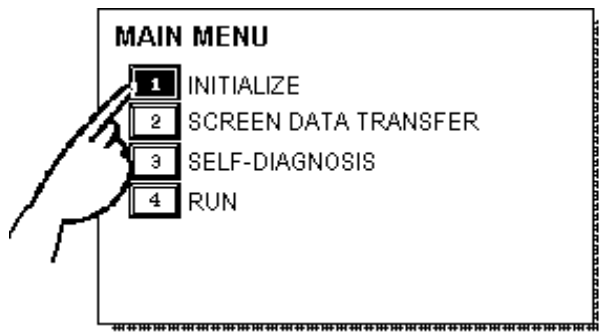 MAIN MENU
1 INITIALIZE
2 SCREEN DATA TRANSFER
3 SELF-DIAGNOSIS
4 RUN